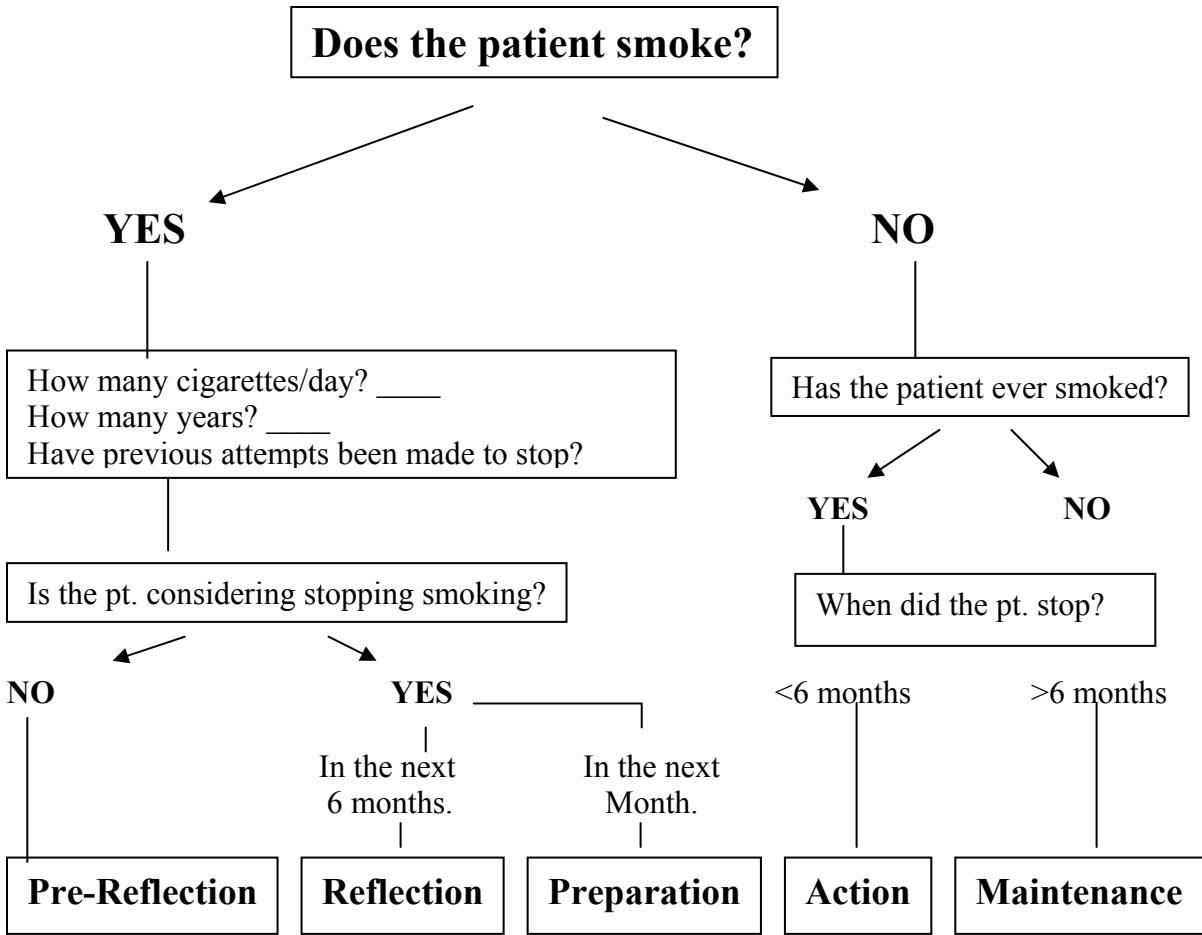 Does the patient smoke?
YES
NO
How many cigarettes/day? ____
How many years? ____
Have previous attempts been made to stop?
Has the patient ever smoked?
YES
NO
Is the pt. considering stopping smoking?
When did the pt. stop?
NO
YES
<6 months
>6 months
In the next
6 months.
In the next
Month.
Pre-Reflection
Reflection
Preparation
Action
Maintenance